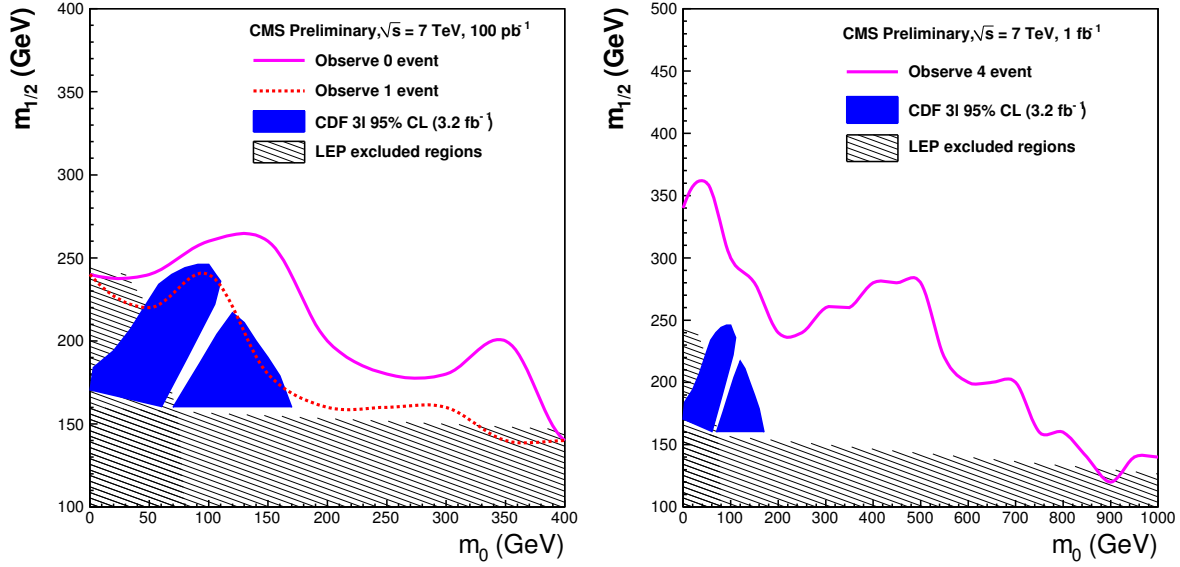 CMS Preliminary,√s = 7 TeV, 100 pb⁻¹
Observe 0 event
Observe 1 event
CDF 3l 95% CL (3.2 fb⁻¹)
LEP excluded regions
m₁/₂ (GeV)
400
350
300
250
200
150
100
0 50 100 150 200 250 300 350 400
m₀ (GeV)
CMS Preliminary,√s = 7 TeV, 1 fb⁻¹
Observe 4 event
CDF 3l 95% CL (3.2 fb⁻¹)
LEP excluded regions
m₁/₂ (GeV)
500
450
400
350
300
250
200
150
100
0 100 200 300 400 500 600 700 800 900 1000
m₀ (GeV)